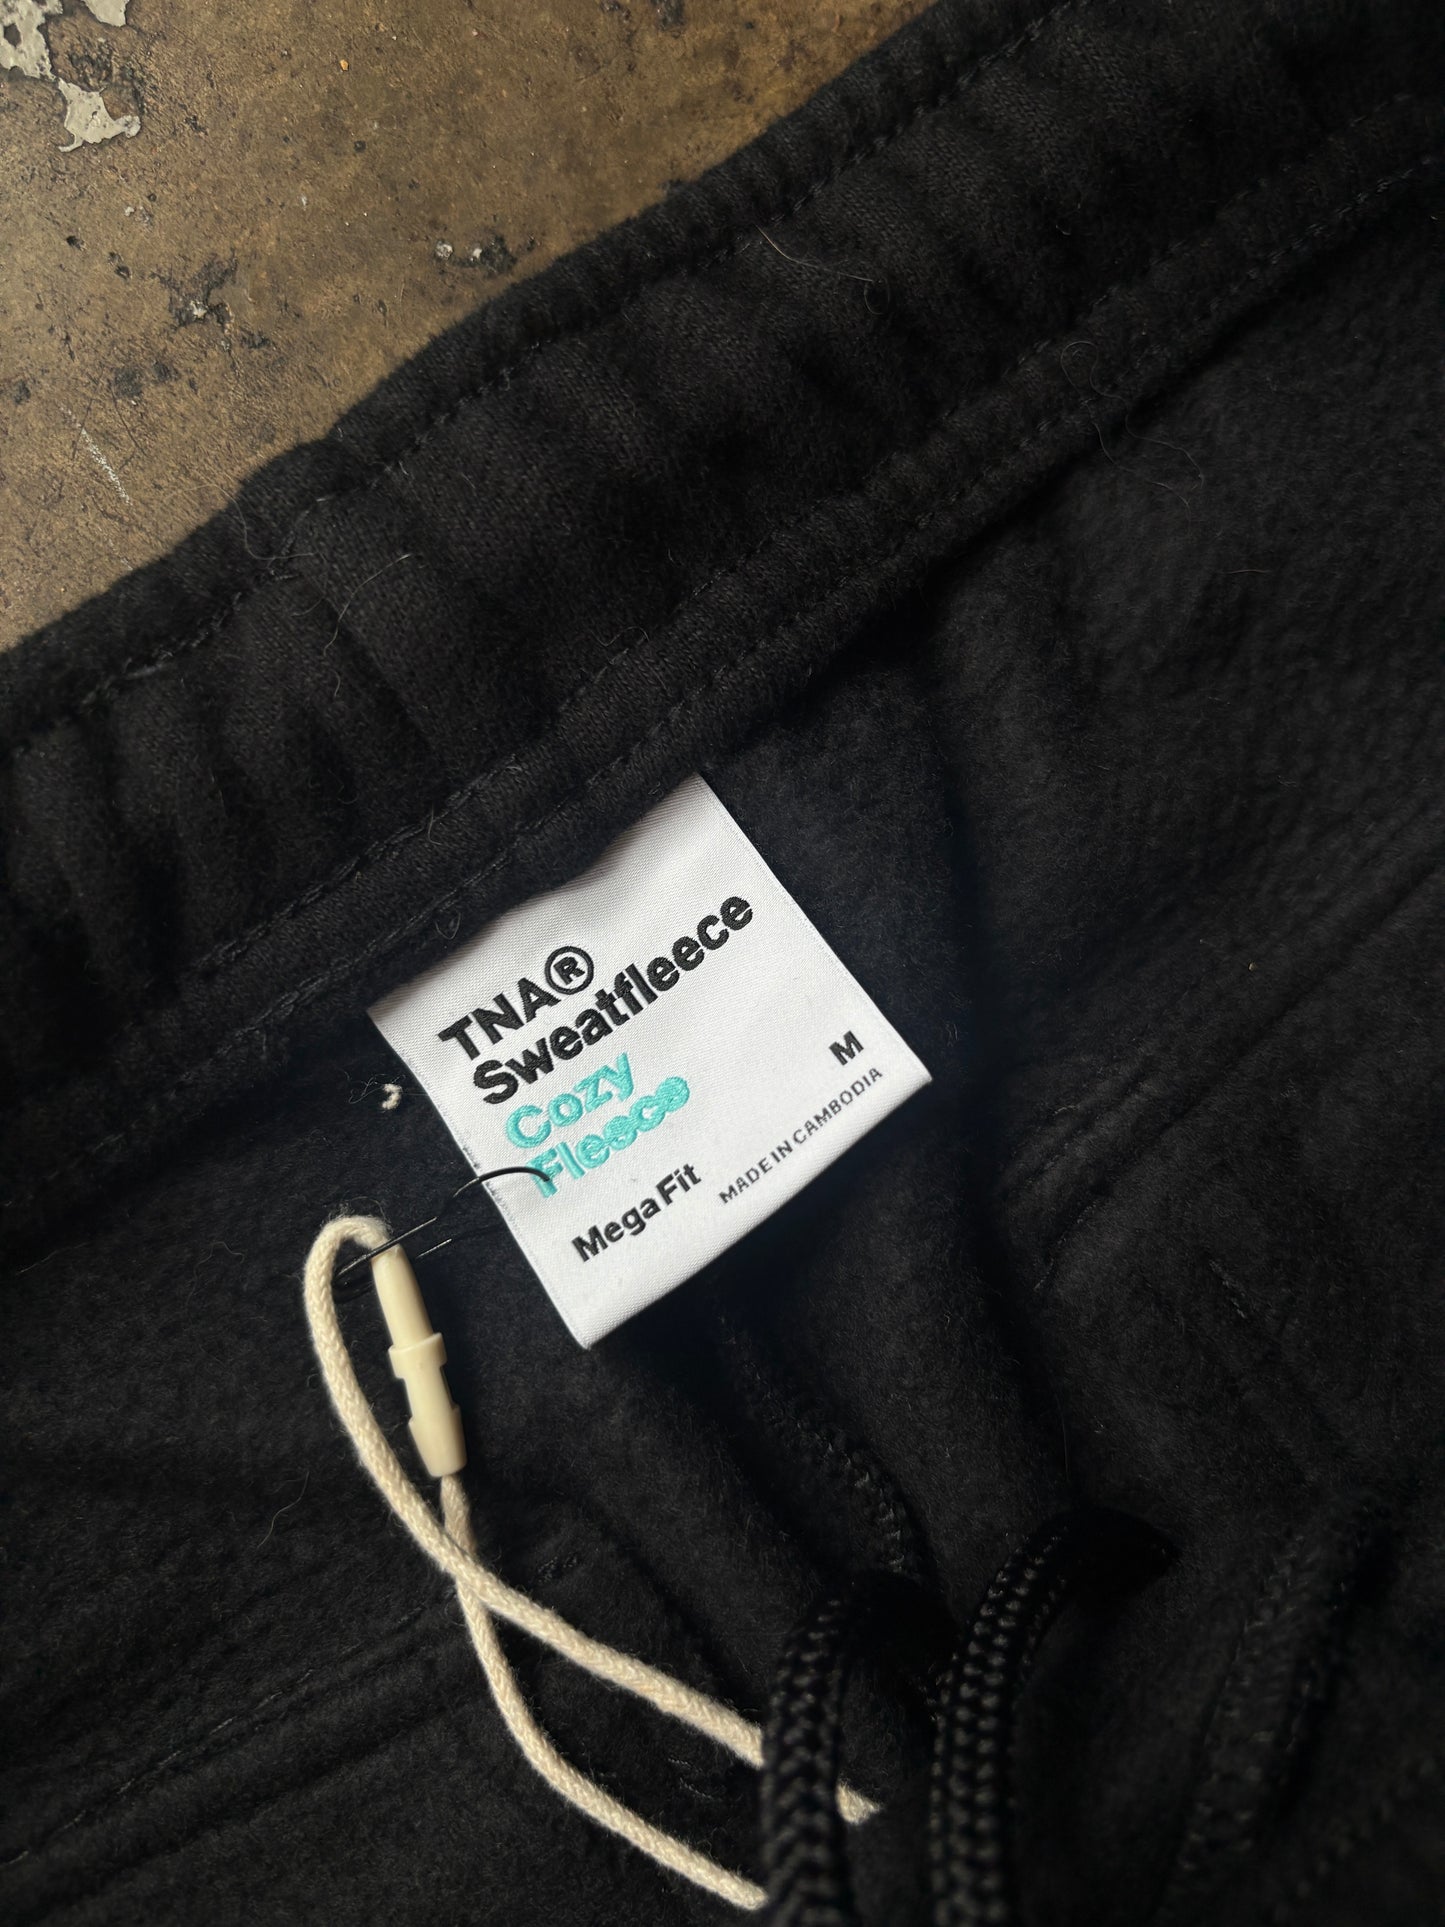 TNA®
Sweatfleece
Cozy
Fleece
Mega Fit
M
MADE IN CAMBODIA